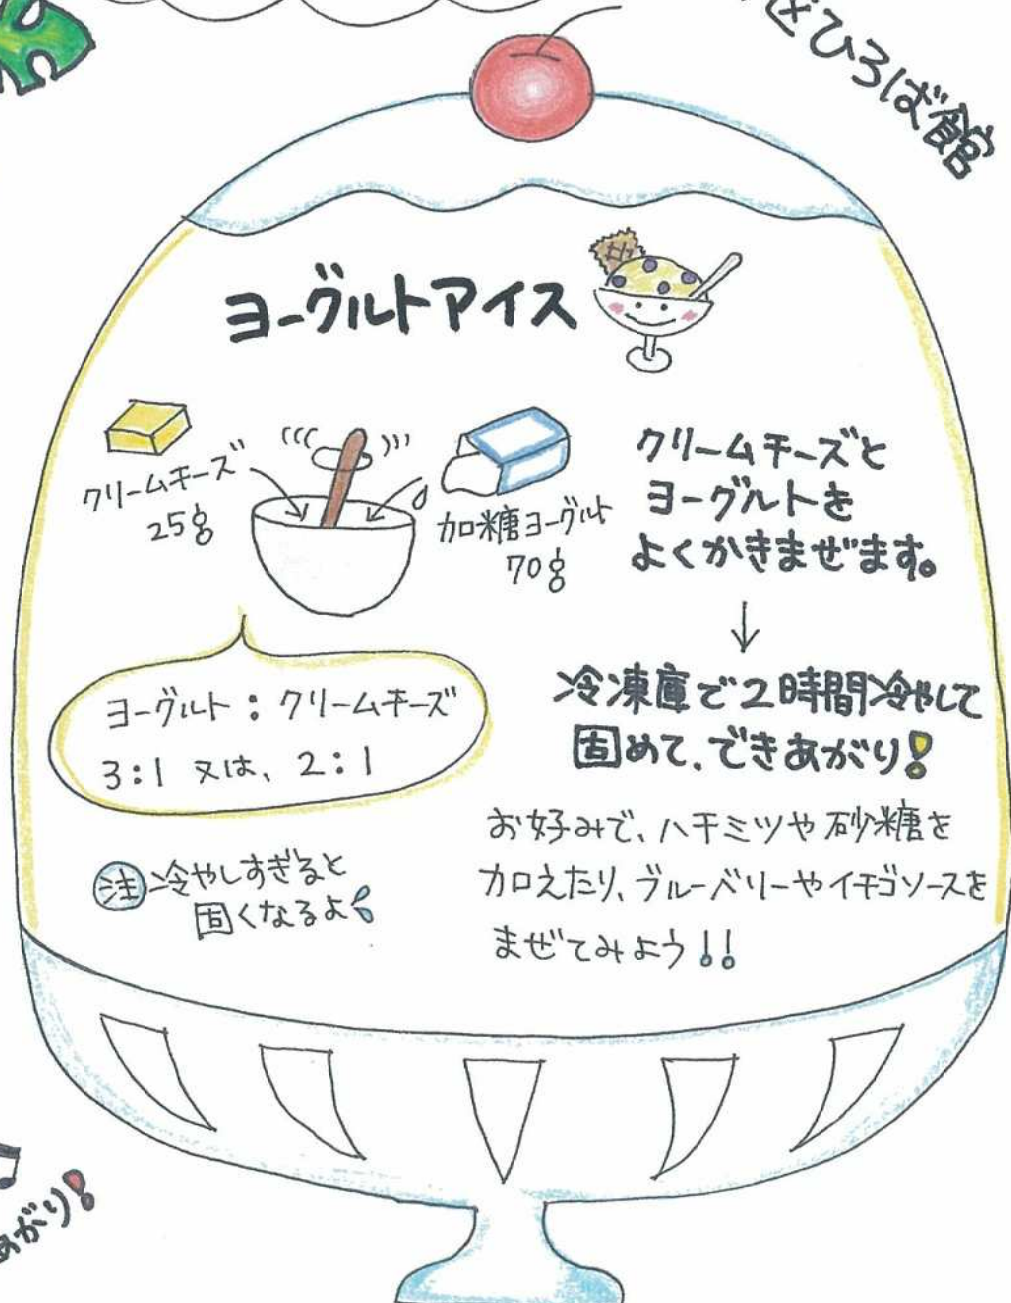 区ひろば館
ヨーグルトアイス
クリームチーズ
25g
加糖ヨーグルト
70g
クリームチーズと
ヨーグルトを
よくかきまぜます。
↓
冷凍庫で2時間冷やして
固めて、できあがり!
ヨーグルト:クリームチーズ
3:1 又は、2:1
注 冷やしすぎると
固くなるよ
お好みで、ハチミツや砂糖を
加えたり、ブルーベリーやイチゴソースを
まぜてみよう!!
あがり!